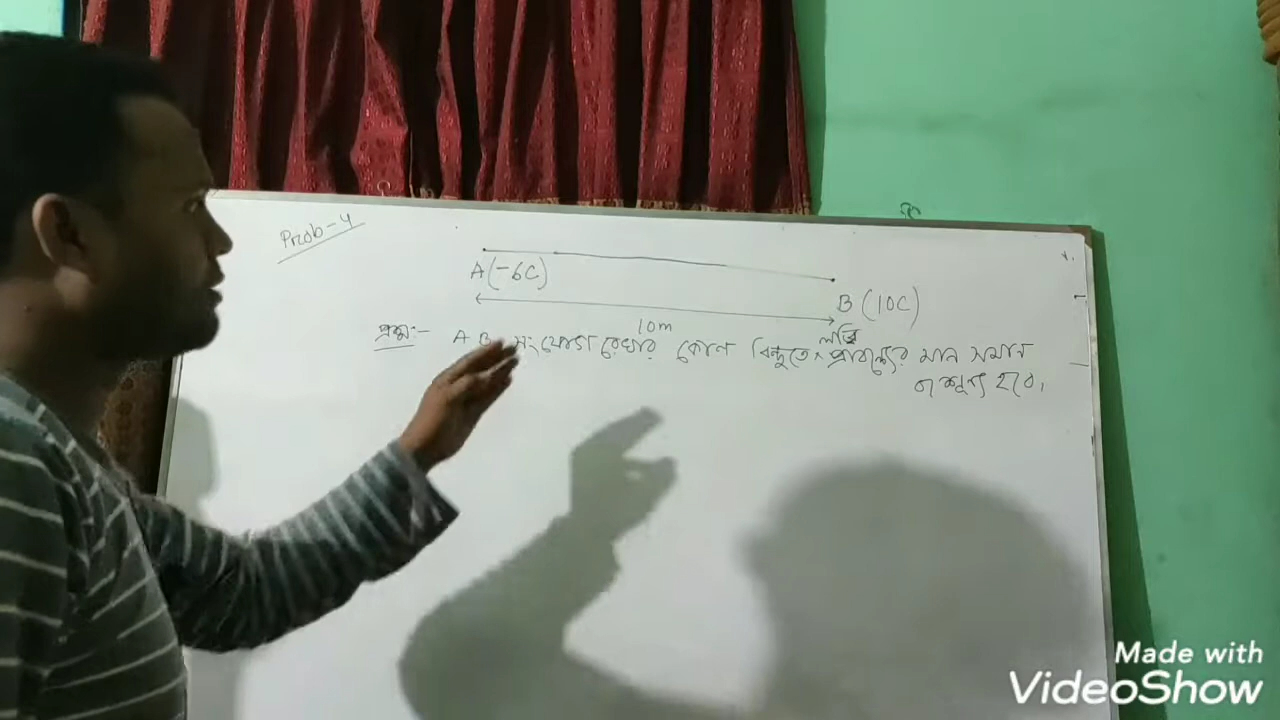 Prob-4
A(-6C)
B (10C)
10m
প্রশ্নঃ- A B সংযোগ রেখার কোন বিন্দুতে লব্ধি প্রাবল্যের মান সমান
বা শূন্য হবে।
Made with
VideoShow